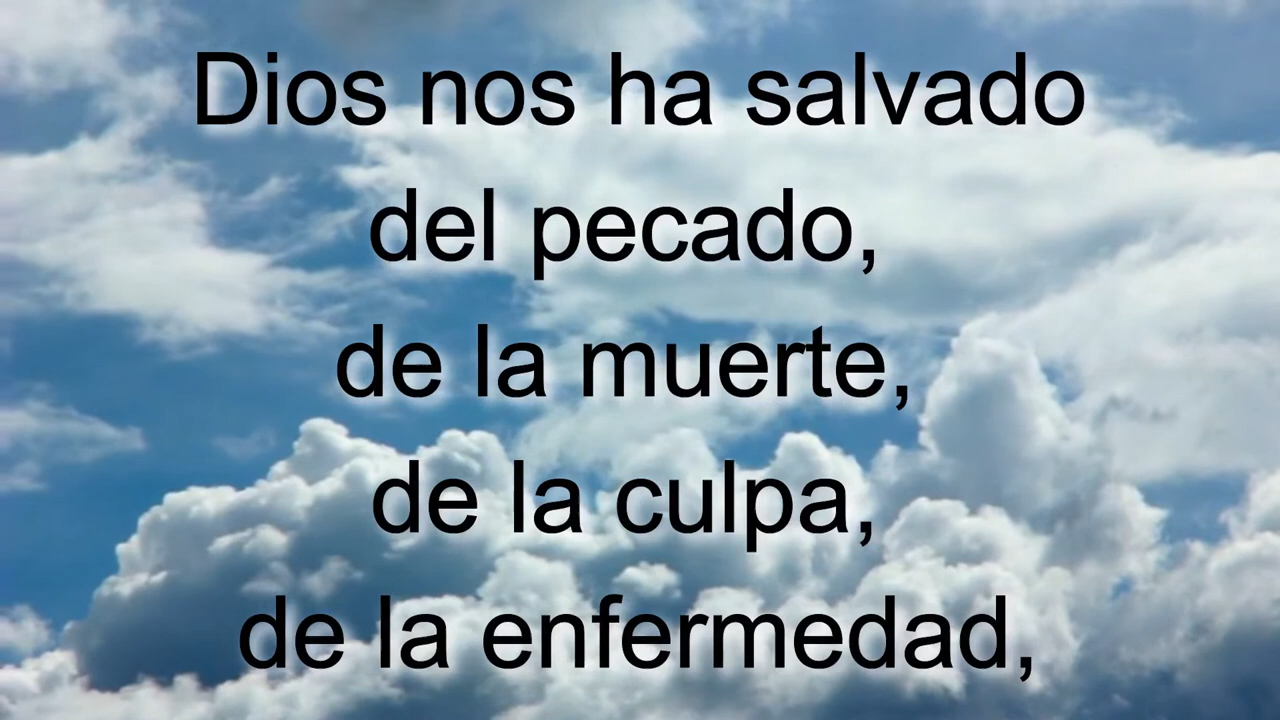 Dios nos ha salvado
del pecado,
de la muerte,
de la culpa,
de la enfermedad,